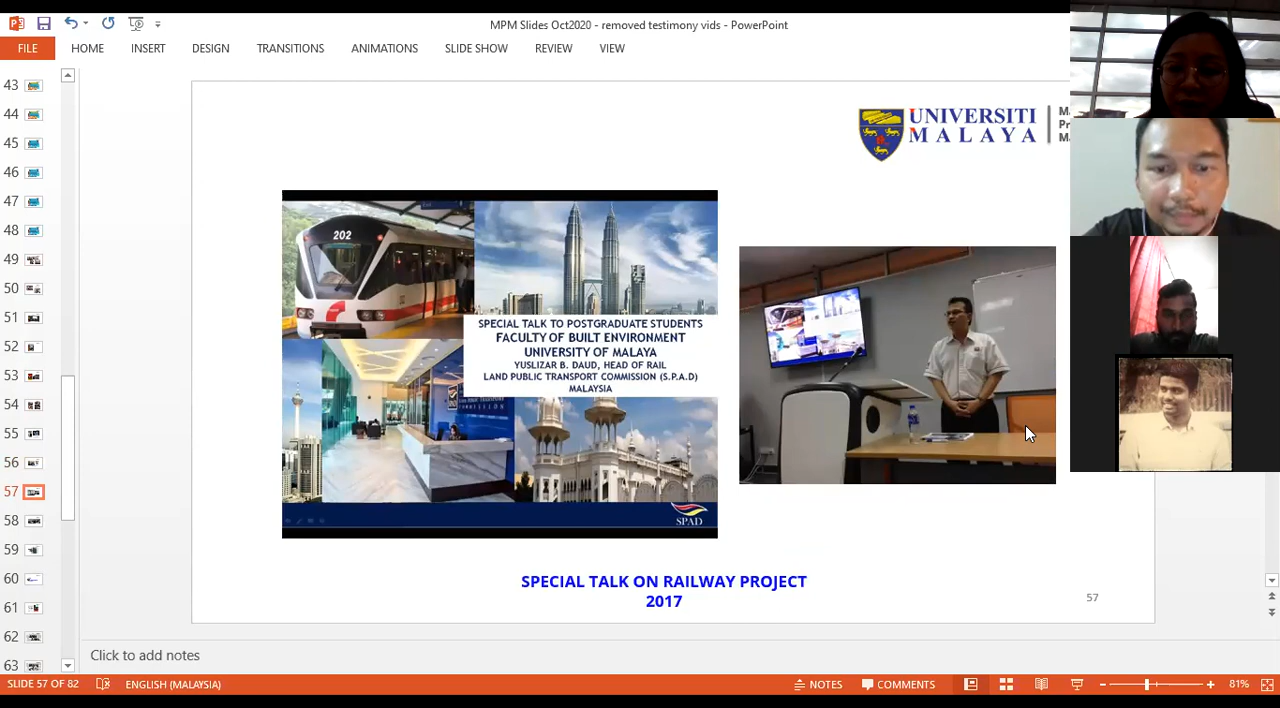 MPM Slides Oct2020 - removed testimony vids - PowerPoint
FILE HOME INSERT DESIGN TRANSITIONS ANIMATIONS SLIDE SHOW REVIEW VIEW
43
44
45
46
47
48
49
50
51
52
53
54
55
56
57
58
59
60
61
62
63
UNIVERSITI
MALAYA
202
SPECIAL TALK TO POSTGRADUATE STUDENTS
FACULTY OF BUILT ENVIRONMENT
UNIVERSITY OF MALAYA
YUSLIZAR B. DAUD, HEAD OF RAIL
LAND PUBLIC TRANSPORT COMMISSION (S.P.A.D)
MALAYSIA
SPAD
SPECIAL TALK ON RAILWAY PROJECT
2017
57
Click to add notes
SLIDE 57 OF 82 ENGLISH (MALAYSIA) NOTES COMMENTS 81%